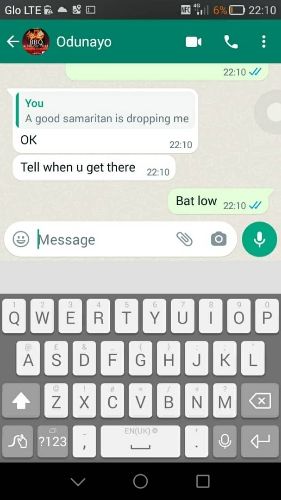 Glo LTE 4G 6% 22:10
BBQ
Odunayo
22:10
You
A good samaritan is dropping me
OK
22:10
Tell when u get there 22:10
Bat low 22:10
Message
1 2 3 4 5 6 7 8 9 0
Q W E R T Y U I O P
@ £ & _ ( ) : ; "
A S D F G H J K L
! # = / + ?
Z X C V B N M
?123 , EN(UK) .